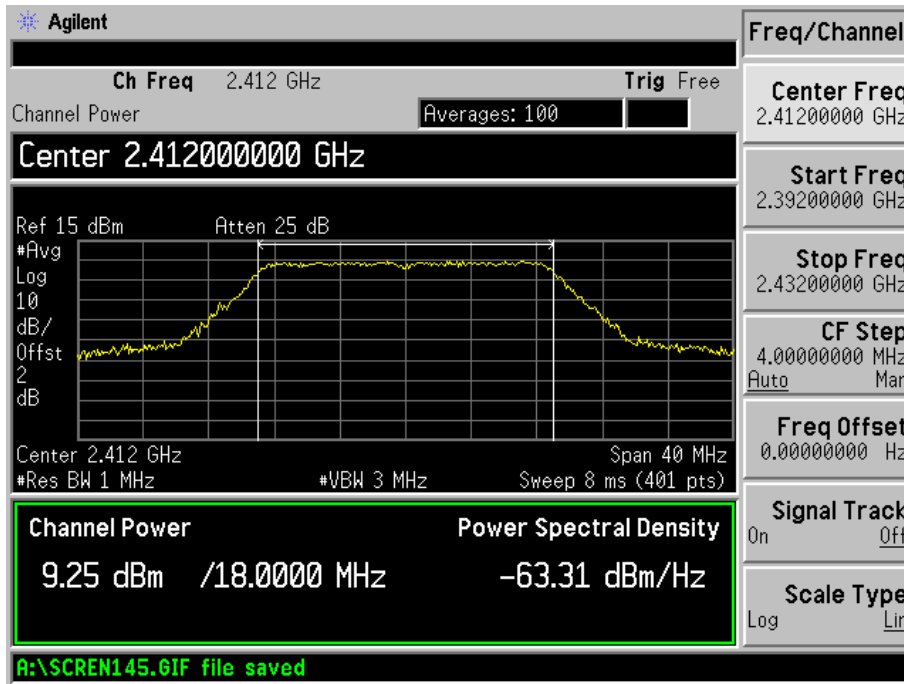 Agilent
Ch Freq 2.412 GHz Trig Free
Channel Power Averages: 100
Center 2.412000000 GHz
Ref 15 dBm Atten 25 dB
#Avg
Log
10
dB/
Offst
2
dB
Center 2.412 GHz Span 40 MHz
#Res BW 1 MHz #VBW 3 MHz Sweep 8 ms (401 pts)
Channel Power Power Spectral Density
9.25 dBm /18.0000 MHz -63.31 dBm/Hz
A:\SCREN145.GIF file saved
Freq/Channel
Center Freq
2.41200000 GHz
Start Freq
2.39200000 GHz
Stop Freq
2.43200000 GHz
CF Step
4.00000000 MHz
Auto Man
Freq Offset
0.00000000 Hz
Signal Track
On Off
Scale Type
Log Lin